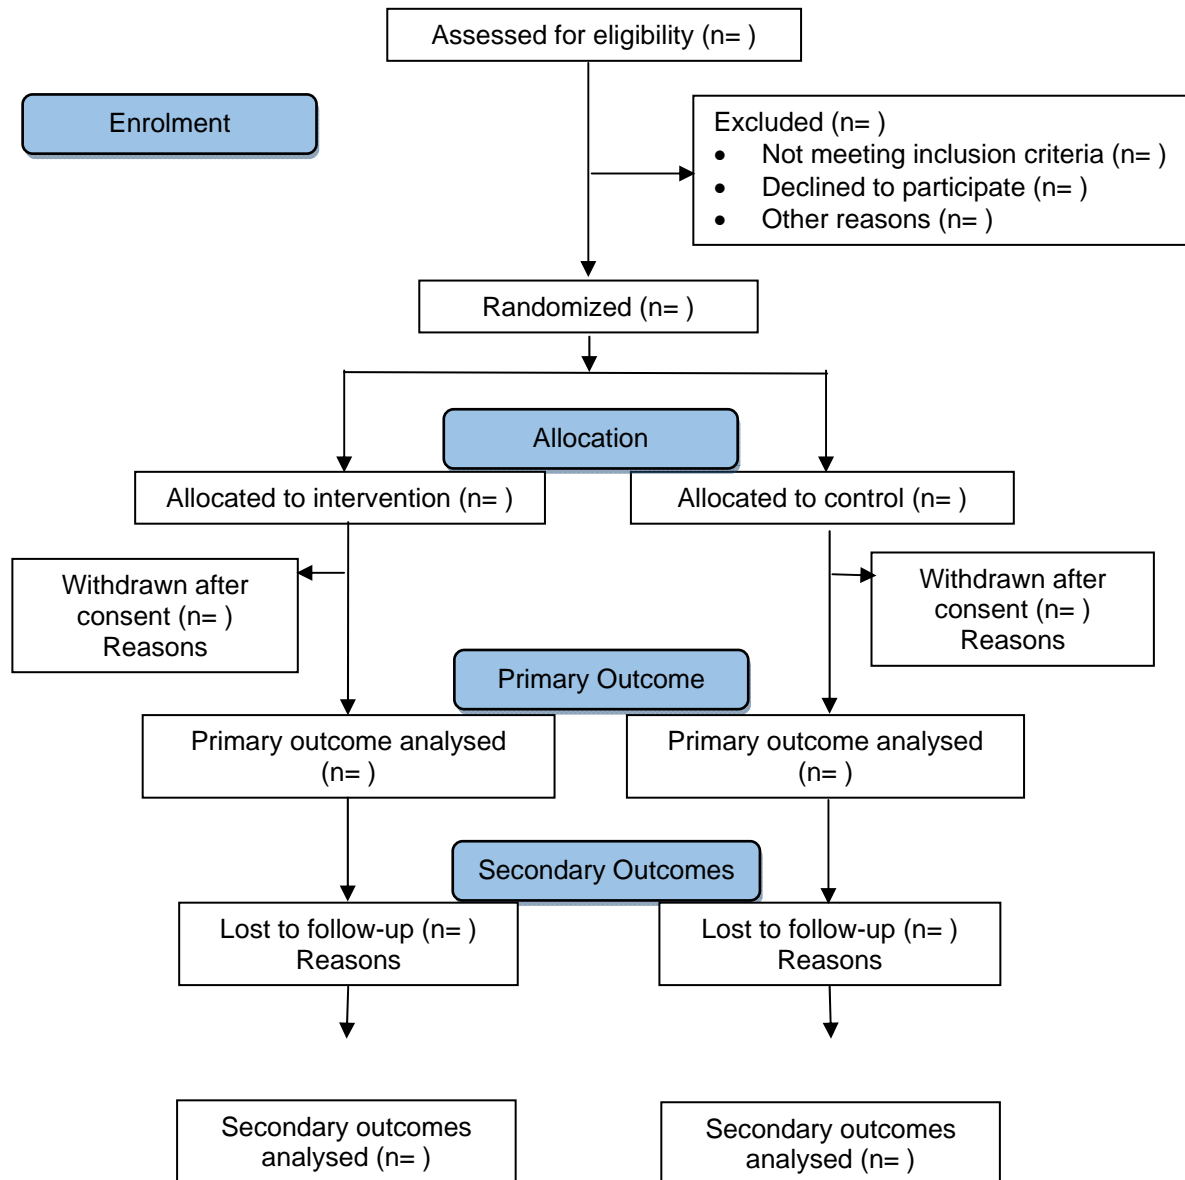 Assessed for eligibility (n= )
Enrolment
Excluded (n= )
• Not meeting inclusion criteria (n= )
• Declined to participate (n= )
• Other reasons (n= )
Randomized (n= )
Allocation
Allocated to intervention (n= )
Allocated to control (n= )
Withdrawn after
consent (n= )
Reasons
Withdrawn after
consent (n= )
Reasons
Primary Outcome
Primary outcome analysed
(n= )
Primary outcome analysed
(n= )
Secondary Outcomes
Lost to follow-up (n= )
Reasons
Lost to follow-up (n= )
Reasons
Secondary outcomes
analysed (n= )
Secondary outcomes
analysed (n= )